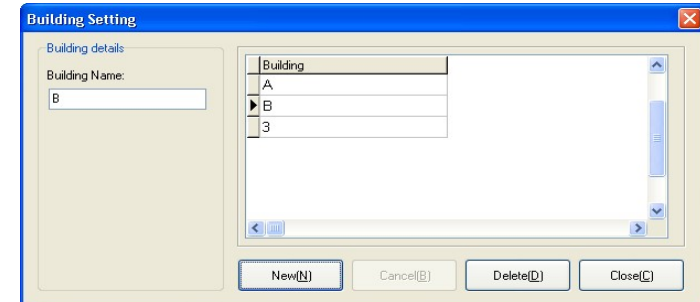 Building Setting
Building details
Building Name:
B
Building
A
B
3
New(N)
Cancel(B)
Delete(D)
Close(C)